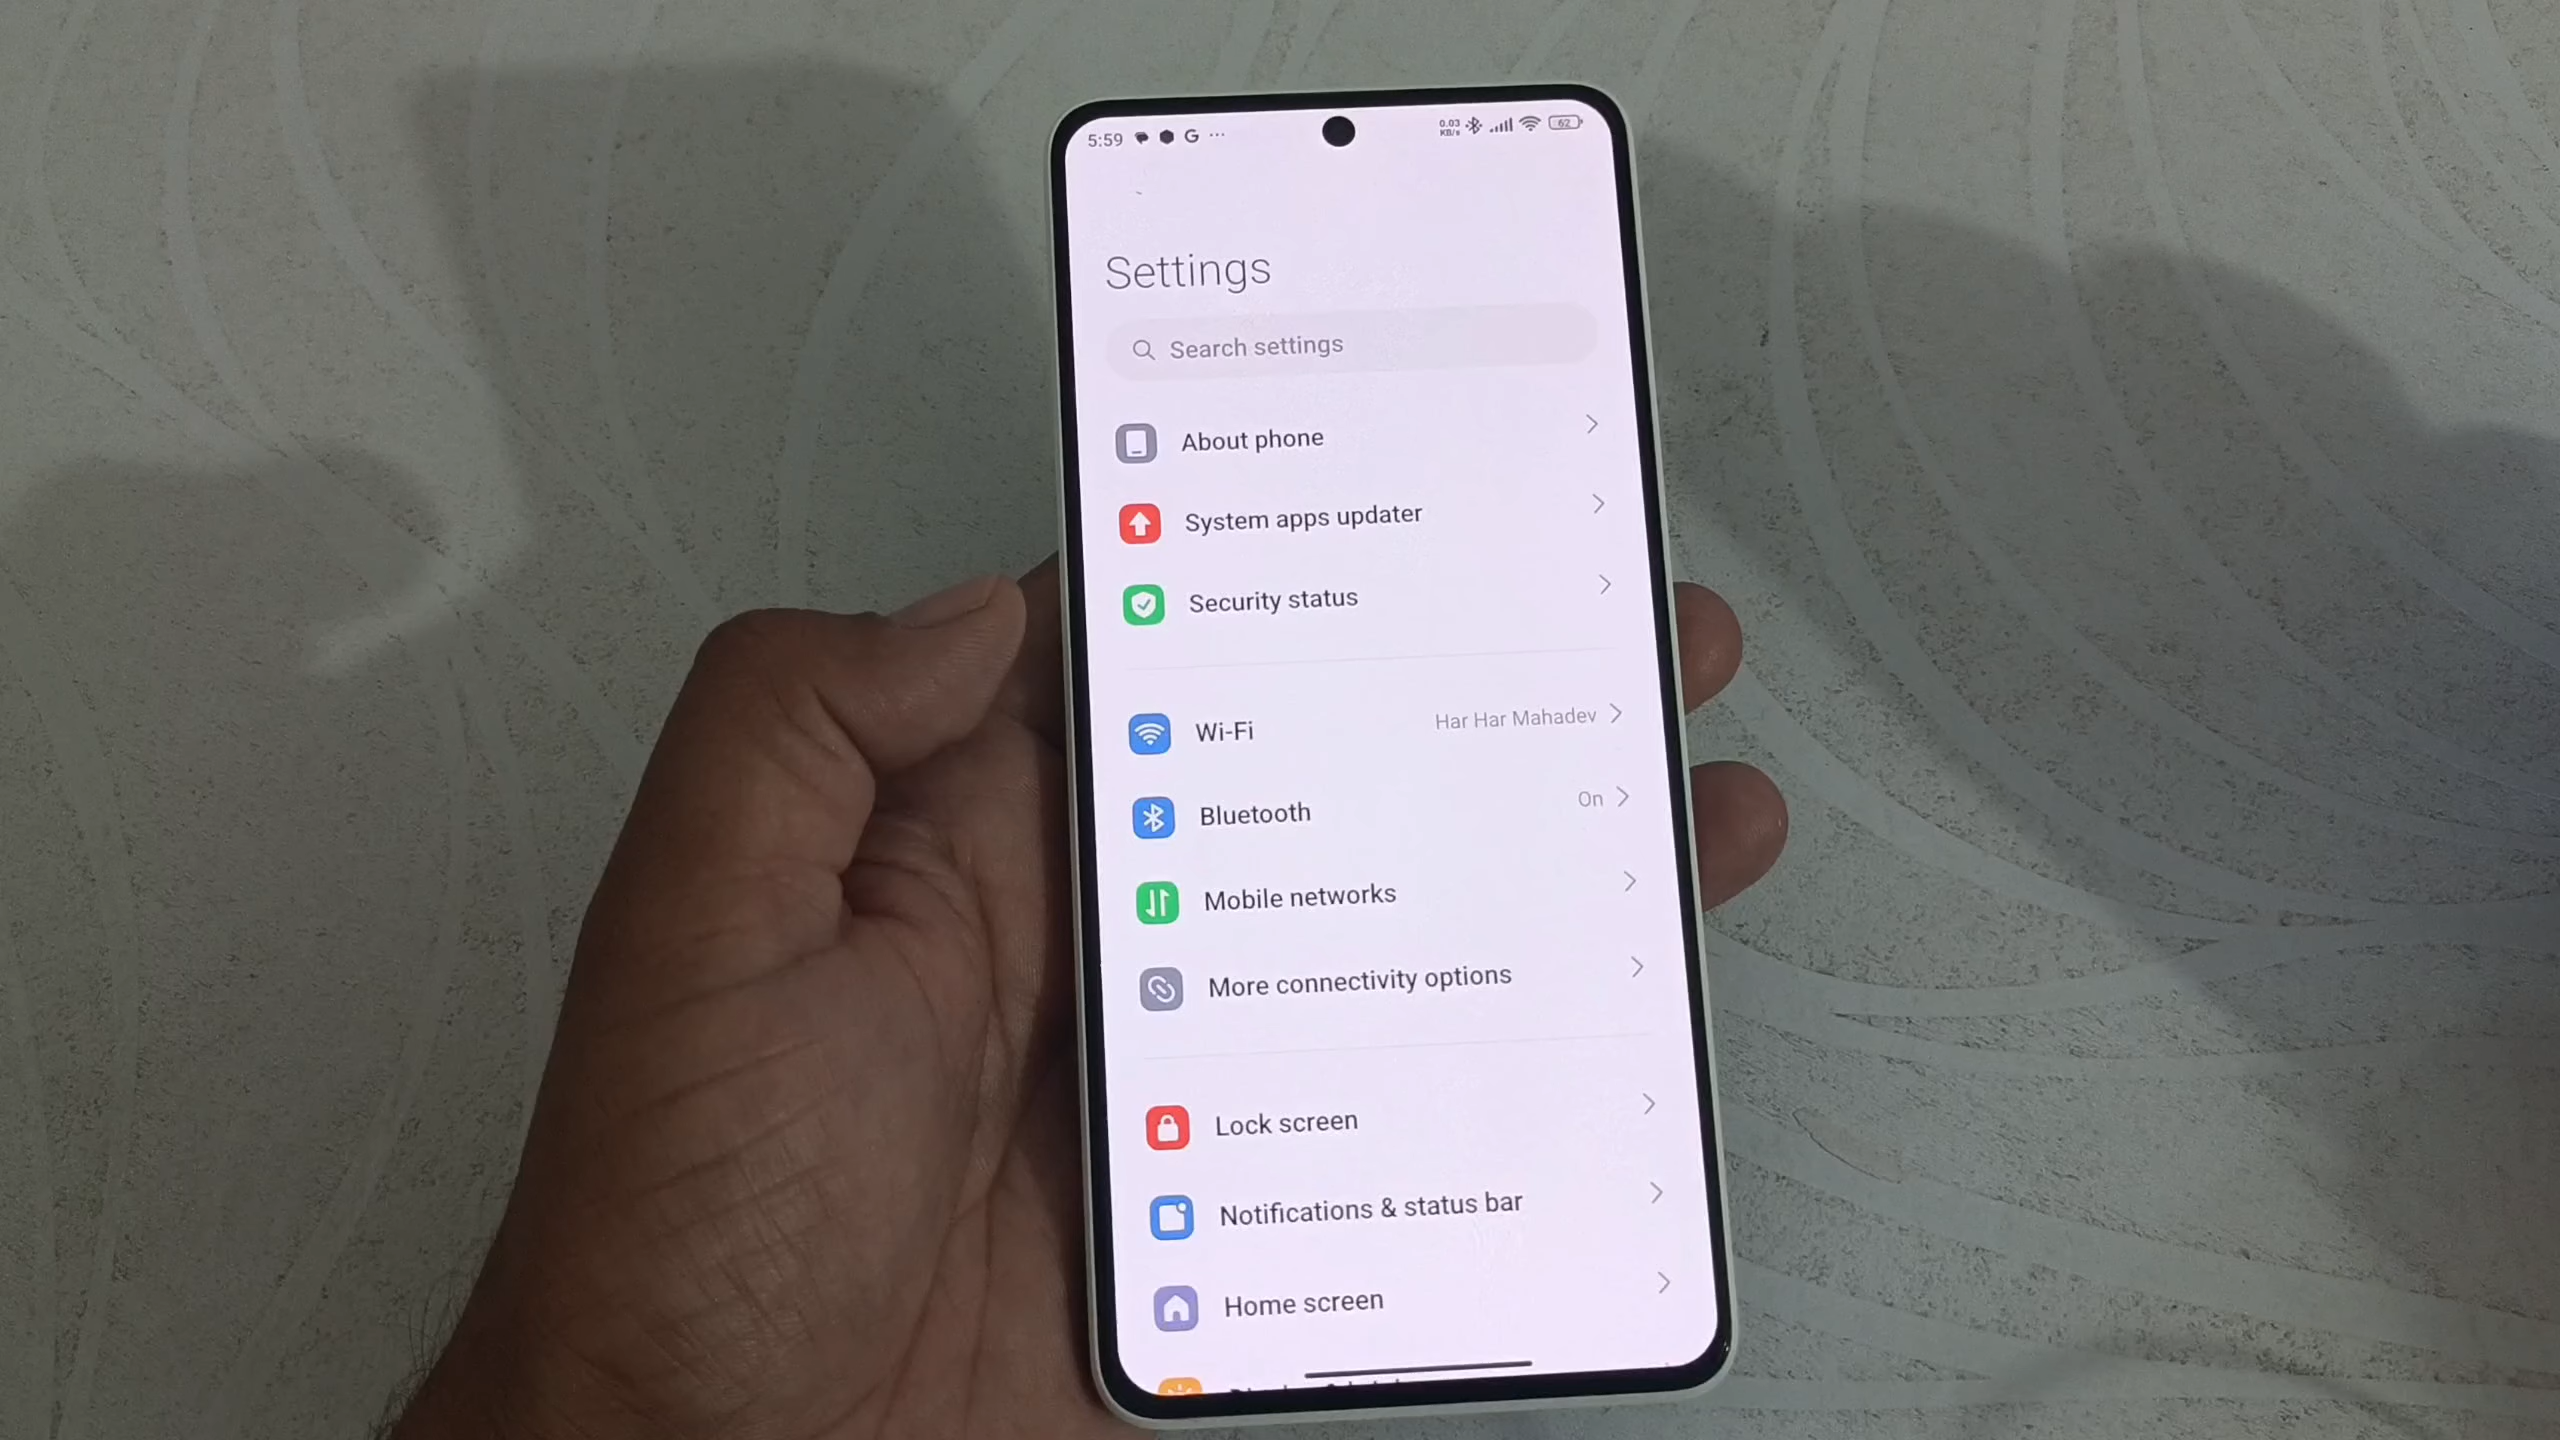 5:59 G ...
0.03 KB/s 62
Settings
Search settings
About phone
System apps updater
Security status
Wi-Fi Har Har Mahadev
Bluetooth On
Mobile networks
More connectivity options
Lock screen
Notifications & status bar
Home screen